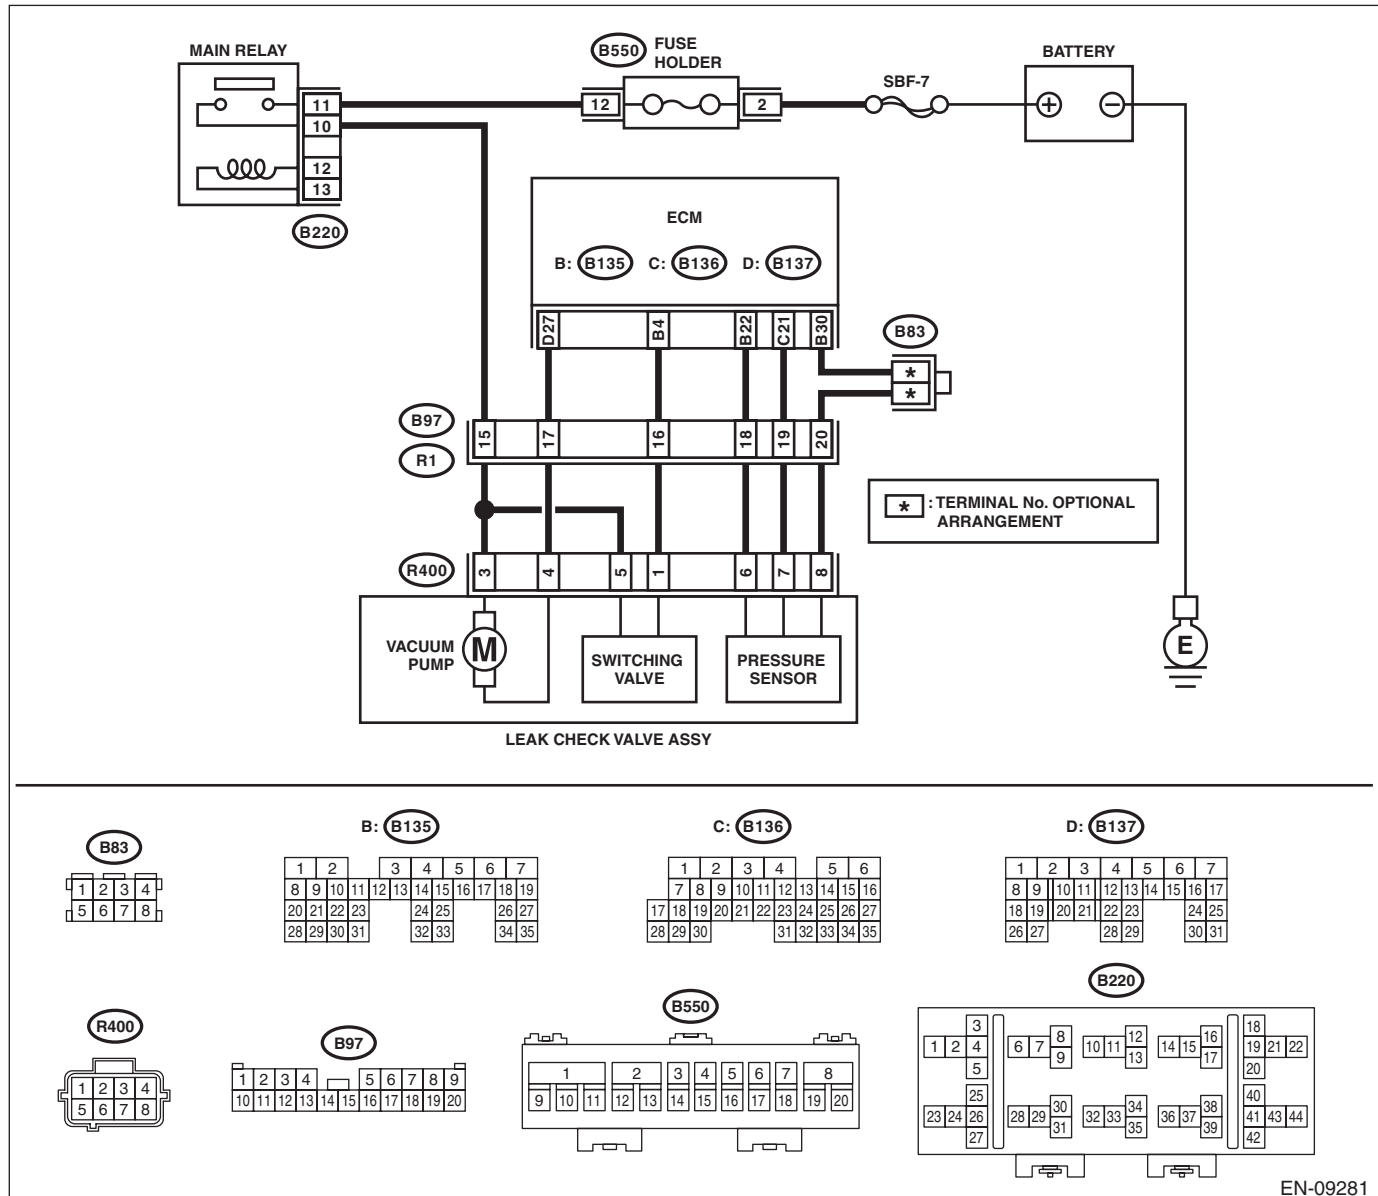 MAIN RELAY
B550
FUSE
HOLDER
SBF-7
BATTERY
11
10
12
13
12
2
B220
ECM
B: B135 C: B136 D: B137
D27 B4 B22 C21 B30
B83
*
*
B97
R1
15 17 16 18 19 20
* : TERMINAL No. OPTIONAL
ARRANGEMENT
R400
3 4 5 1 6 7 8
VACUUM
PUMP
M
SWITCHING
VALVE
PRESSURE
SENSOR
E
LEAK CHECK VALVE ASSY
B83
1 2 3 4
5 6 7 8
B: B135
1 2 3 4 5 6 7
8 9 10 11 12 13 14 15 16 17 18 19
20 21 22 23 24 25 26 27
28 29 30 31 32 33 34 35
C: B136
1 2 3 4 5 6
7 8 9 10 11 12 13 14 15 16
17 18 19 20 21 22 23 24 25 26 27
28 29 30 31 32 33 34 35
D: B137
1 2 3 4 5 6 7
8 9 10 11 12 13 14 15 16 17
18 19 20 21 22 23 24 25
26 27 28 29 30 31
R400
1 2 3 4
5 6 7 8
B97
1 2 3 4 5 6 7 8 9
10 11 12 13 14 15 16 17 18 19 20
B550
1 2 3 4 5 6 7 8
9 10 11 12 13 14 15 16 17 18 19 20
B220
3 18
1 2 4 6 7 8 9 10 11 12 13 14 15 16 17 19 21 22
5 20
25 40
23 24 26 28 29 30 31 32 33 34 35 36 37 38 39 41 43 44
27 42
EN-09281